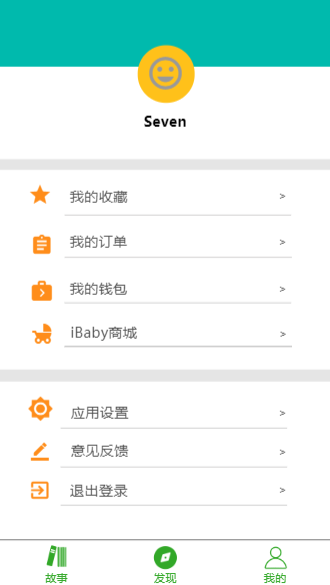 Seven
我的收藏 >
我的订单 >
我的钱包 >
iBaby商城 >
应用设置 >
意见反馈 >
退出登录 >
故事 发现 我的